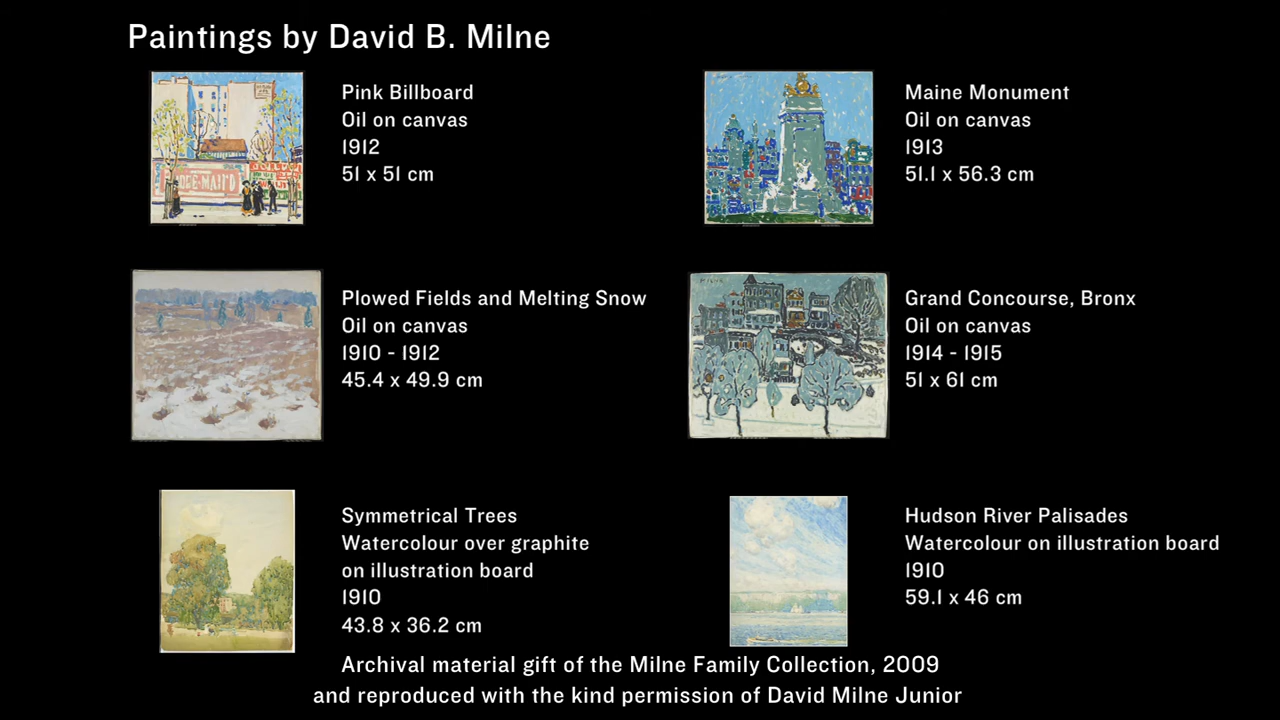 Paintings by David B. Milne
Pink Billboard
Oil on canvas
1912
51 x 51 cm
Maine Monument
Oil on canvas
1913
51.1 x 56.3 cm
Plowed Fields and Melting Snow
Oil on canvas
1910 - 1912
45.4 x 49.9 cm
Grand Concourse, Bronx
Oil on canvas
1914 - 1915
51 x 61 cm
Symmetrical Trees
Watercolour over graphite
on illustration board
1910
43.8 x 36.2 cm
Hudson River Palisades
Watercolour on illustration board
1910
59.1 x 46 cm
Archival material gift of the Milne Family Collection, 2009
and reproduced with the kind permission of David Milne Junior